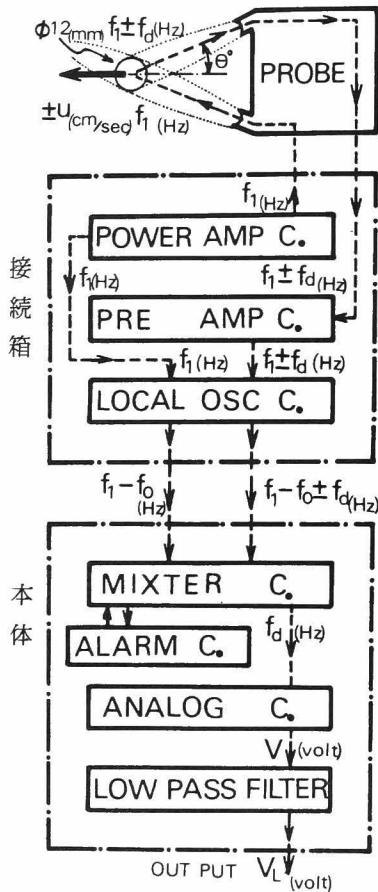 φ12(mm) f₁±fd(Hz)
θ°
PROBE
±u(cm/sec) f₁(Hz)
f₁(Hz)
接続箱
POWER AMP C.
f₁(Hz)
f₁±fd(Hz)
PRE AMP C.
f₁(Hz) f₁±fd(Hz)
LOCAL OSC C.
f₁−f₀(Hz) f₁−f₀±fd(Hz)
本体
MIXTER C.
ALARM C.
fd(Hz)
ANALOG C.
V(volt)
LOW PASS FILTER
OUT PUT VL(volt)